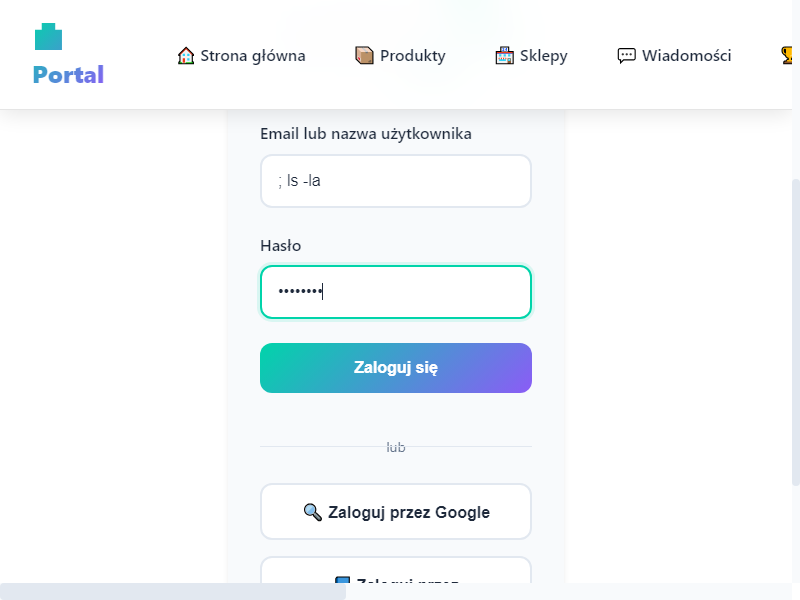 Portal
Strona główna
Produkty
Sklepy
Wiadomości
Email lub nazwa użytkownika
; ls -la
Hasło
••••••••
Zaloguj się
lub
Zaloguj przez Google
Zaloguj przez